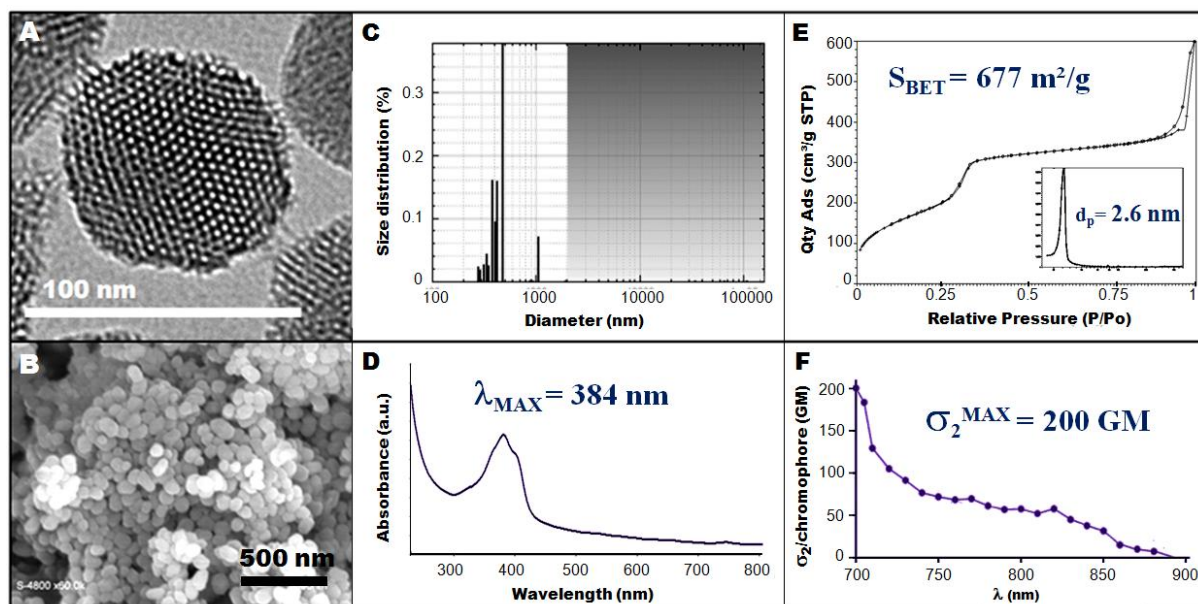 A
100 nm
B
500 nm
S-4800 x50.0k
C
Size distribution (%)
0.3
0.2
0.1
0
100
1000
10000
100000
Diameter (nm)
D
λMAX = 384 nm
Absorbance (a.u.)
300 400 500 600 700 800
Wavelength (nm)
E
SBET = 677 m²/g
Qty Ads (cm³/g STP)
600
500
400
300
200
100
0
dp= 2.6 nm
0 0.25 0.5 0.75 1
Relative Pressure (P/Po)
F
σ2MAX = 200 GM
σ2/chromophore (GM)
200
150
100
50
0
700 750 800 850 900
λ (nm)